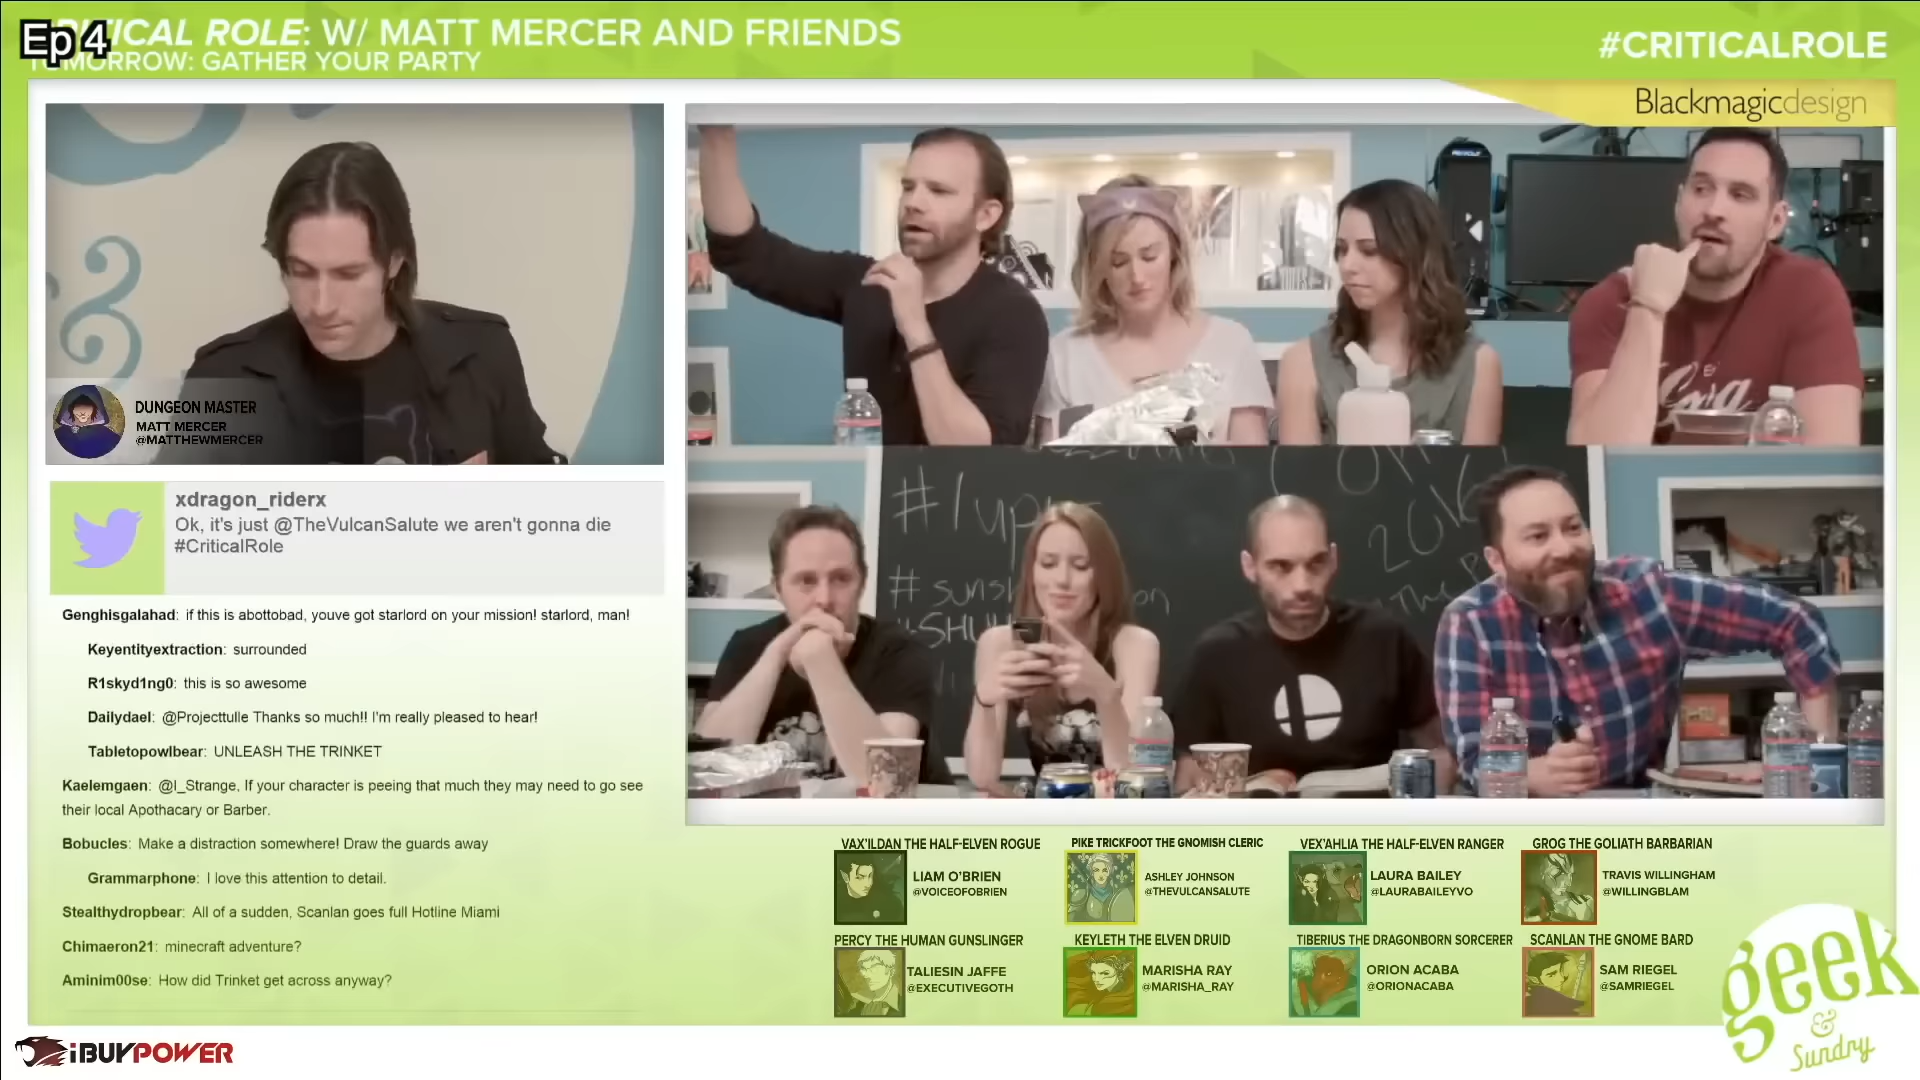 Ep 4
ICAL ROLE: W/ MATT MERCER AND FRIENDS
TOMORROW: GATHER YOUR PARTY
#CRITICALROLE
Blackmagicdesign
DUNGEON MASTER
MATT MERCER
@MATTHEWMERCER
xdragon_riderx
Ok, it's just @TheVulcanSalute we aren't gonna die
#CriticalRole
Genghisgalahad: if this is abottobad, youve got starlord on your mission! starlord, man!
Keyentityextraction: surrounded
R1skyd1ng0: this is so awesome
Dailydael: @Projecttulle Thanks so much!! I'm really pleased to hear!
Tabletopowlbear: UNLEASH THE TRINKET
Kaelemgaen: @I_Strange, If your character is peeing that much they may need to go see
their local Apothacary or Barber.
Bobucles: Make a distraction somewhere! Draw the guards away
Grammarphone: I love this attention to detail.
Stealthydropbear: All of a sudden, Scanlan goes full Hotline Miami
Chimaeron21: minecraft adventure?
Aminim00se: How did Trinket get across anyway?
#1up
2016
# sunsh
on
#SHU
VAX'ILDAN THE HALF-ELVEN ROGUE
LIAM O'BRIEN
@VOICEOFOBRIEN
PIKE TRICKFOOT THE GNOMISH CLERIC
ASHLEY JOHNSON
@THEVULCANSALUTE
VEX'AHLIA THE HALF-ELVEN RANGER
LAURA BAILEY
@LAURABAILEYVO
GROG THE GOLIATH BARBARIAN
TRAVIS WILLINGHAM
@WILLINGBLAM
PERCY THE HUMAN GUNSLINGER
TALIESIN JAFFE
@EXECUTIVEGOTH
KEYLETH THE ELVEN DRUID
MARISHA RAY
@MARISHA_RAY
TIBERIUS THE DRAGONBORN SORCERER
ORION ACABA
@ORIONACABA
SCANLAN THE GNOME BARD
SAM RIEGEL
@SAMRIEGEL
geek
&
Sundry
iBUYPOWER